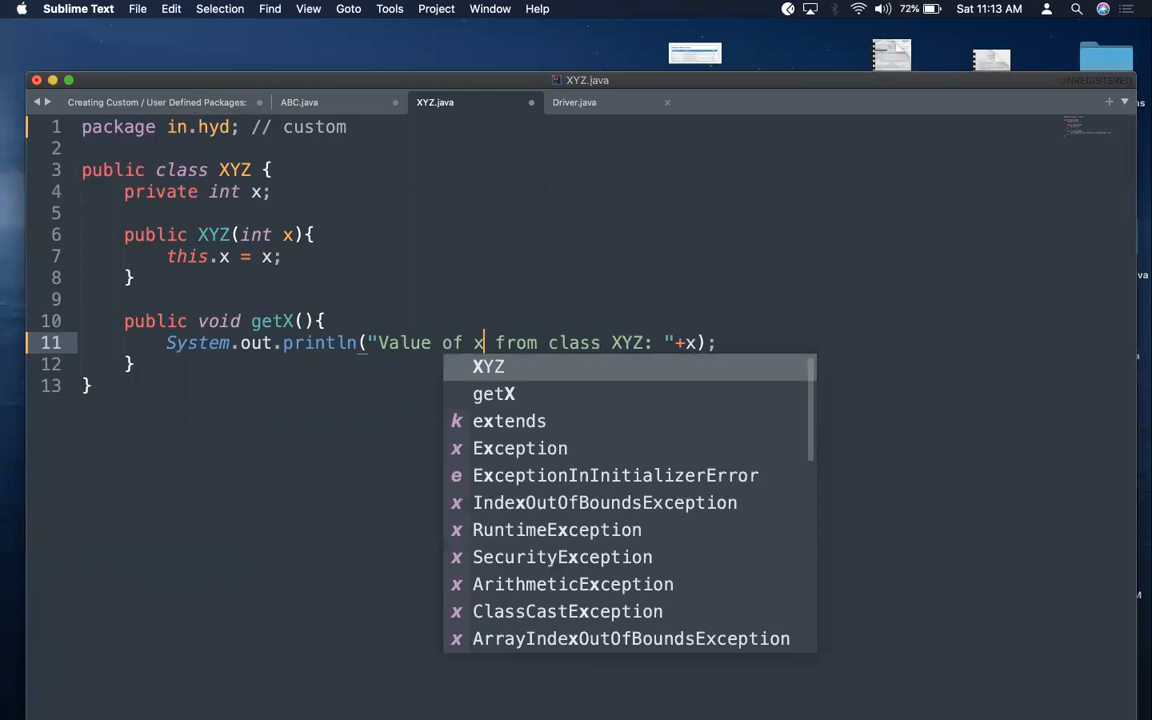 Sublime Text File Edit Selection Find View Goto Tools Project Window Help 72% Sat 11:13 AM
XYZ.java
UNREGISTERED
Creating Custom / User Defined Packages: ABC.java XYZ.java Driver.java
1 package in.hyd; // custom
2
3 public class XYZ {
4 private int x;
5
6 public XYZ(int x){
7 this.x = x;
8 }
9
10 public void getX(){
11 System.out.println("Value of x from class XYZ: "+x);
12 }
13 }
XYZ
getX
k extends
x Exception
e ExceptionInInitializerError
x IndexOutOfBoundsException
x RuntimeException
x SecurityException
x ArithmeticException
x ClassCastException
x ArrayIndexOutOfBoundsException